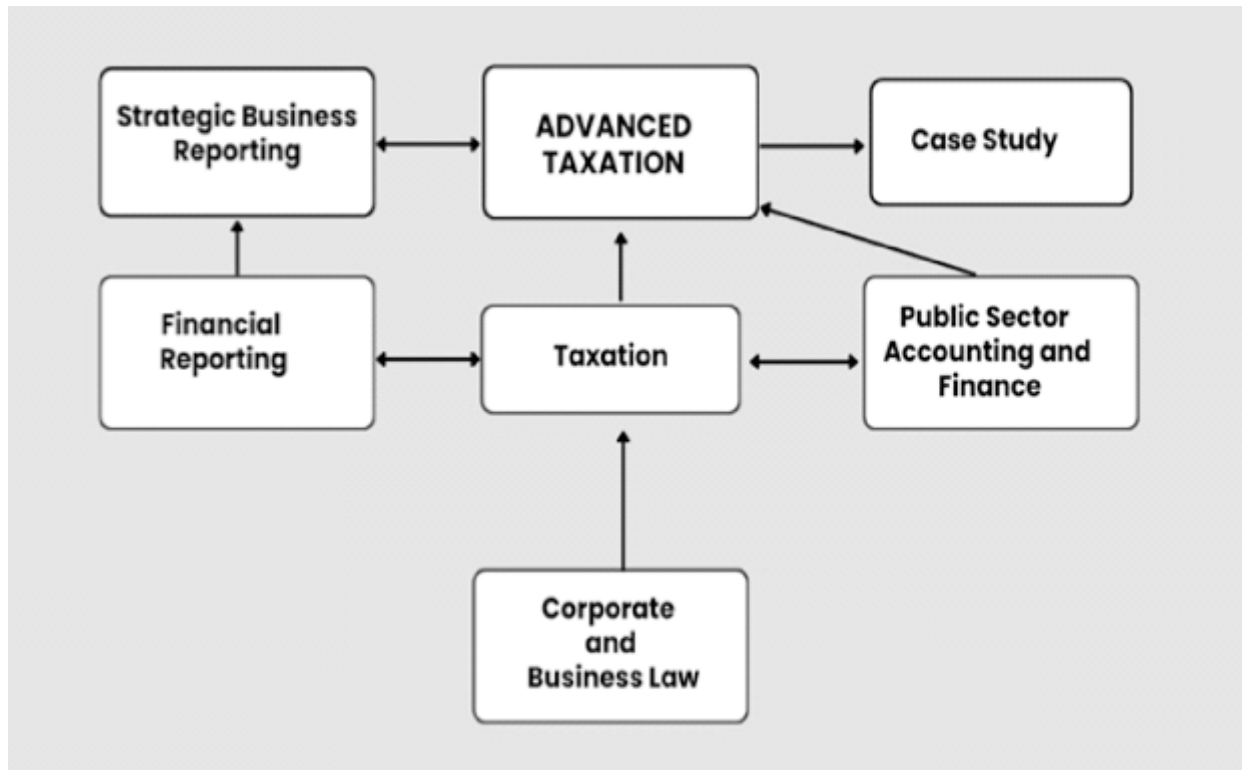 Strategic Business
Reporting
ADVANCED
TAXATION
Case Study
Financial
Reporting
Taxation
Public Sector
Accounting and
Finance
Corporate
and
Business Law